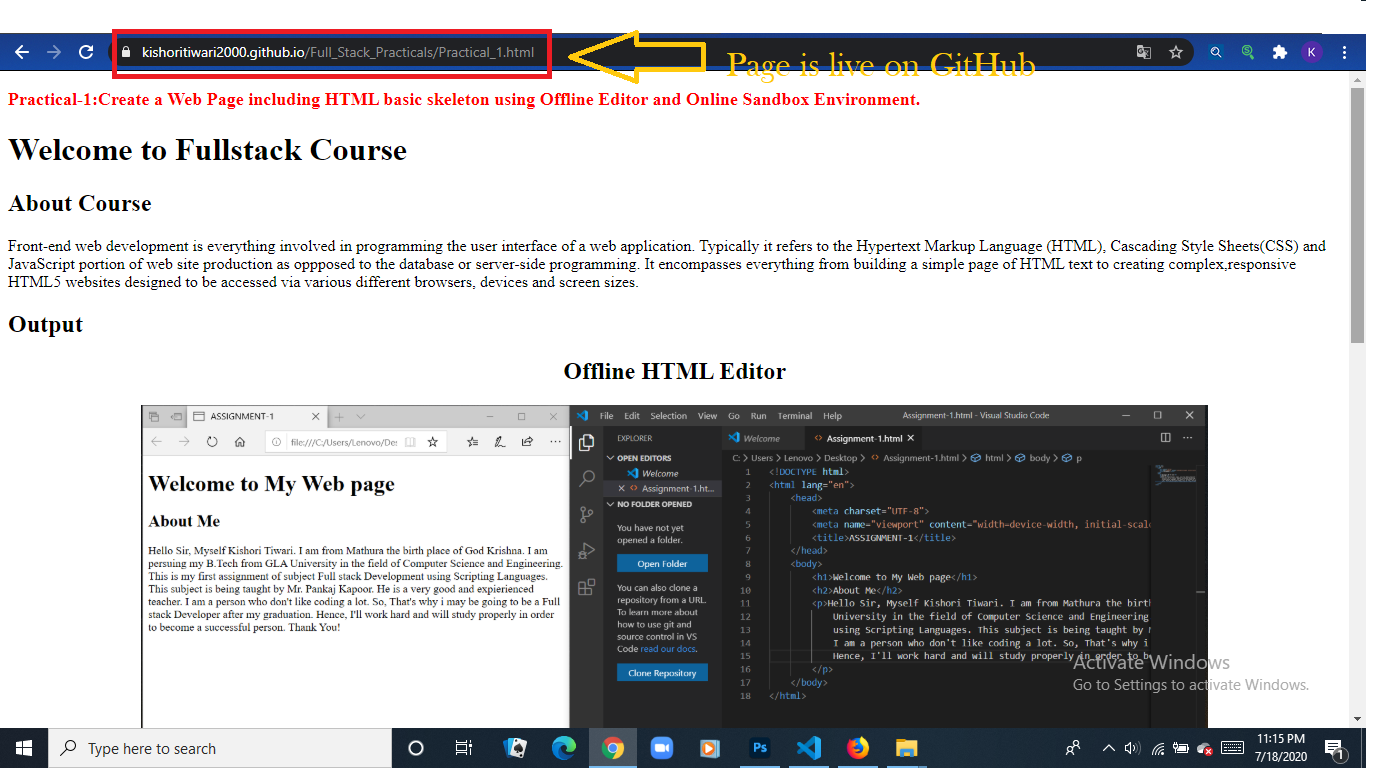 kishoritiwari2000.github.io/Full_Stack_Practicals/Practical_1.html
Page is live on GitHub
K
Practical-1:Create a Web Page including HTML basic skeleton using Offline Editor and Online Sandbox Environment.
Welcome to Fullstack Course
About Course
Front-end web development is everything involved in programming the user interface of a web application. Typically it refers to the Hypertext Markup Language (HTML), Cascading Style Sheets(CSS) and
JavaScript portion of web site production as oppposed to the database or server-side programming. It encompasses everything from building a simple page of HTML text to creating complex,responsive
HTML5 websites designed to be accessed via various different browsers, devices and screen sizes.
Output
Offline HTML Editor
ASSIGNMENT-1
file:///C:/Users/Lenovo/De:
Welcome to My Web page
About Me
Hello Sir, Myself Kishori Tiwari. I am from Mathura the birth place of God Krishna. I am
persuing my B.Tech from GLA University in the field of Computer Science and Engineering.
This is my first assignment of subject Full stack Development using Scripting Languages.
This subject is being taught by Mr. Pankaj Kapoor. He is a very good and expierienced
teacher. I am a person who don't like coding a lot. So, That's why i may be going to be a Full
stack Developer after my graduation. Hence, I'll work hard and will study properly in order
to become a successful person. Thank You!
File Edit Selection View Go Run Terminal Help
Assignment-1.html - Visual Studio Code
EXPLORER
OPEN EDITORS
Welcome
Assignment-1.ht...
NO FOLDER OPENED
You have not yet
opened a folder.
Open Folder
You can also clone a
repository from a URL.
To learn more about
how to use git and
source control in VS
Code read our docs.
Clone Repository
Welcome
Assignment-1.html
C: > Users > Lenovo > Desktop > Assignment-1.html > html > body > p
1 <!DOCTYPE html>
2 <html lang="en">
3 <head>
4 <meta charset="UTF-8">
5 <meta name="viewport" content="width=device-width, initial-scal
6 <title>ASSIGNMENT-1</title>
7 </head>
8 <body>
9 <h1>Welcome to My Web page</h1>
10 <h2>About Me</h2>
11 <p>Hello Sir, Myself Kishori Tiwari. I am from Mathura the birt
12 University in the field of Computer Science and Engineering
13 using Scripting Languages. This subject is being taught by M
14 I am a person who don't like coding a lot. So, That's why i
15 Hence, I'll work hard and will study properly in order to b
16 </p>
17 </body>
18 </html>
Activate Windows
Go to Settings to activate Windows.
Type here to search
Ps
11:15 PM
7/18/2020
1